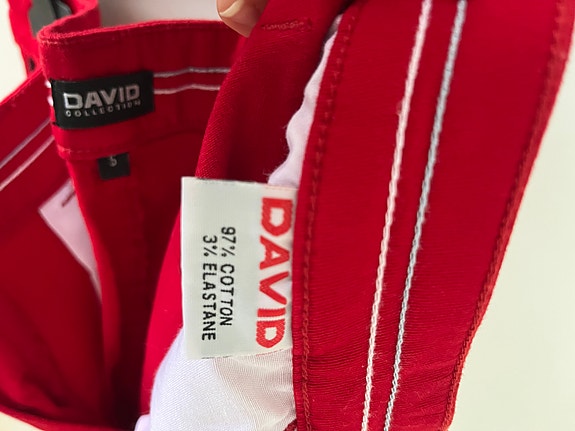 DAVID
COLLECTION
S
DAVID
97% COTTON
3% ELASTANE